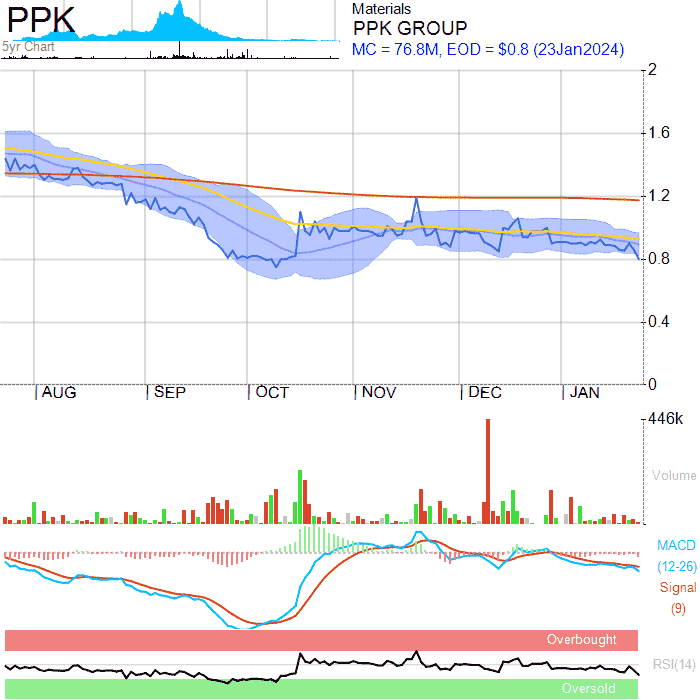 PPK
5yr Chart
Materials
PPK GROUP
MC = 76.8M, EOD = $0.8 (23Jan2024)
2
1.6
1.2
0.8
0.4
0
AUG SEP OCT NOV DEC JAN
446k
Volume
MACD
(12-26)
Signal
(9)
Overbought
RSI(14)
Oversold